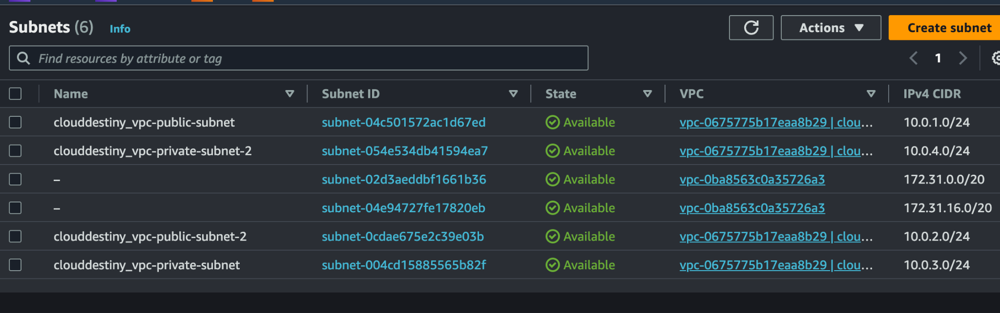 Subnets (6) Info
Actions
Create subnet
Find resources by attribute or tag
1
Name Subnet ID State VPC IPv4 CIDR
clouddestiny_vpc-public-subnet subnet-04c501572ac1d67ed Available vpc-0675775b17eaa8b29 | clou... 10.0.1.0/24
clouddestiny_vpc-private-subnet-2 subnet-054e534db41594ea7 Available vpc-0675775b17eaa8b29 | clou... 10.0.4.0/24
– subnet-02d3aeddbf1661b36 Available vpc-0ba8563c0a35726a3 172.31.0.0/20
– subnet-04e94727fe17820eb Available vpc-0ba8563c0a35726a3 172.31.16.0/20
clouddestiny_vpc-public-subnet-2 subnet-0cdae675e2c39e03b Available vpc-0675775b17eaa8b29 | clou... 10.0.2.0/24
clouddestiny_vpc-private-subnet subnet-004cd15885565b82f Available vpc-0675775b17eaa8b29 | clou... 10.0.3.0/24